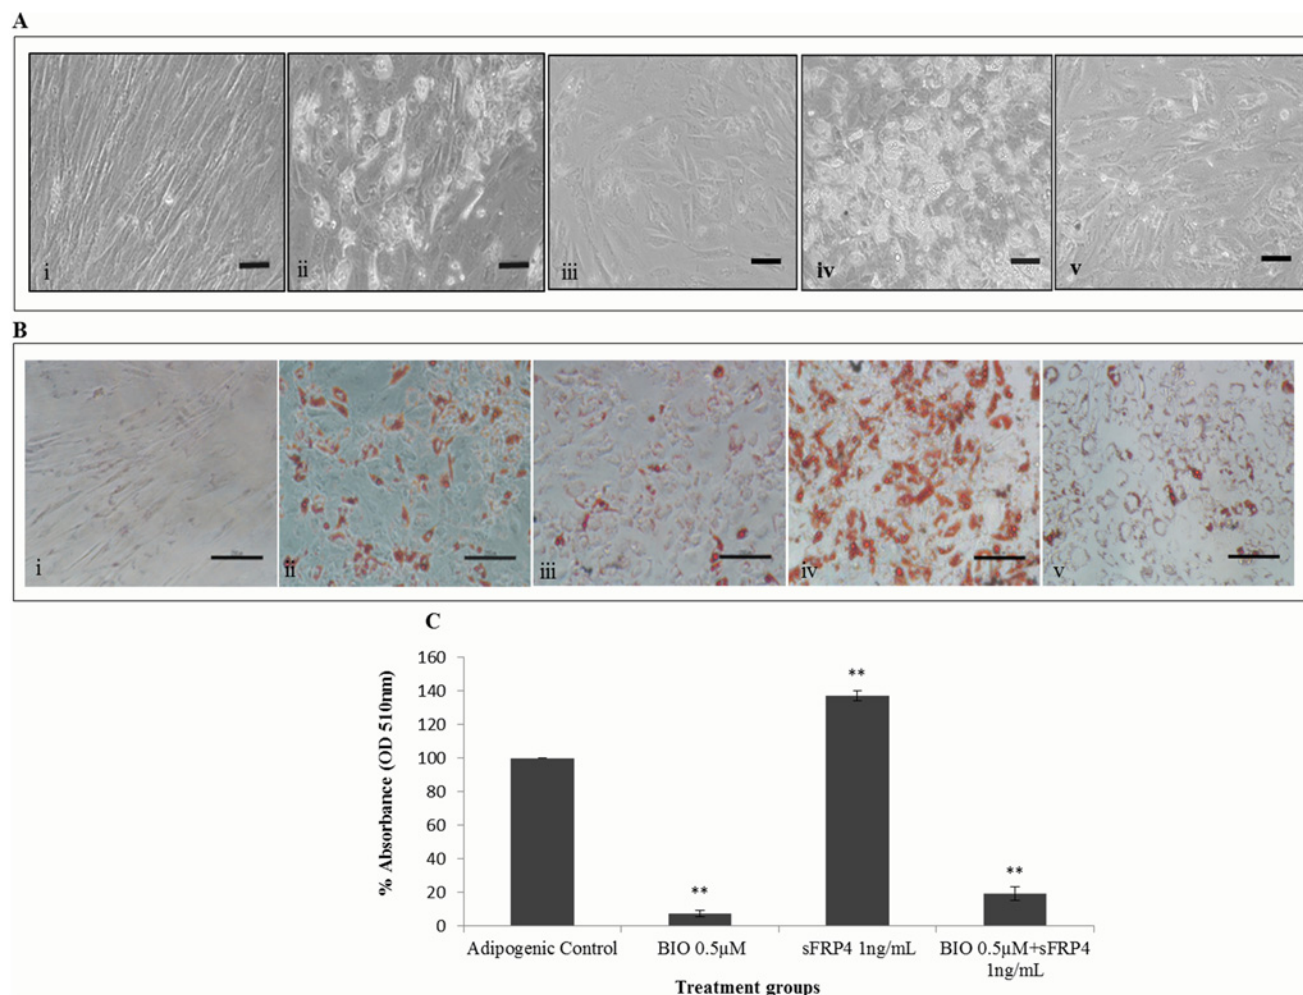 A
i ii iii iv v
B
i ii iii iv v
C
% Absorbance (OD 510nm)
160
140
120
100
80
60
40
20
0
**
**
**
Adipogenic Control BIO 0.5µM sFRP4 1ng/mL BIO 0.5µM+sFRP4
1ng/mL
Treatment groups